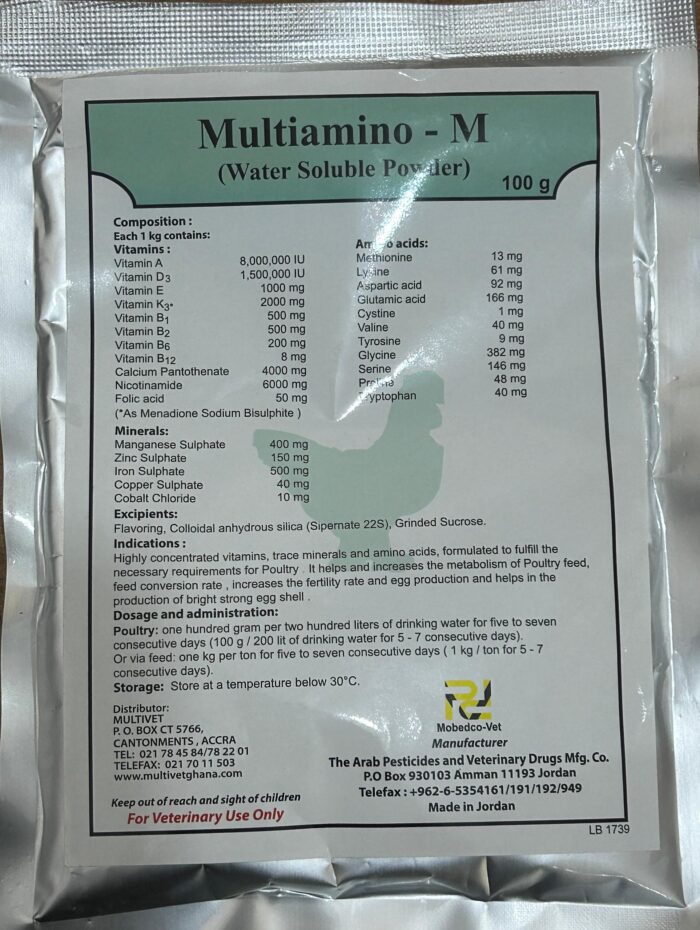 Multiamino - M
(Water Soluble Powder)
100 g
Composition :
Each 1 kg contains:
Vitamins :
Vitamin A 8,000,000 IU
Vitamin D3 1,500,000 IU
Vitamin E 1000 mg
Vitamin K3* 2000 mg
Vitamin B1 500 mg
Vitamin B2 500 mg
Vitamin B6 200 mg
Vitamin B12 8 mg
Calcium Pantothenate 4000 mg
Nicotinamide 6000 mg
Folic acid 50 mg
(*As Menadione Sodium Bisulphite )
Amino acids:
Methionine 13 mg
Lysine 61 mg
Aspartic acid 92 mg
Glutamic acid 166 mg
Cystine 1 mg
Valine 40 mg
Tyrosine 9 mg
Glycine 382 mg
Serine 146 mg
Proline 48 mg
Tryptophan 40 mg
Minerals:
Manganese Sulphate 400 mg
Zinc Sulphate 150 mg
Iron Sulphate 500 mg
Copper Sulphate 40 mg
Cobalt Chloride 10 mg
Excipients:
Flavoring, Colloidal anhydrous silica (Sipernate 22S), Grinded Sucrose.
Indications :
Highly concentrated vitamins, trace minerals and amino acids, formulated to fulfill the
necessary requirements for Poultry . It helps and increases the metabolism of Poultry feed,
feed conversion rate , increases the fertility rate and egg production and helps in the
production of bright strong egg shell .
Dosage and administration:
Poultry: one hundred gram per two hundred liters of drinking water for five to seven
consecutive days (100 g / 200 lit of drinking water for 5 - 7 consecutive days).
Or via feed: one kg per ton for five to seven consecutive days ( 1 kg / ton for 5 - 7
consecutive days).
Storage: Store at a temperature below 30°C.
Distributor:
MULTIVET
P. O. BOX CT 5766,
CANTONMENTS , ACCRA
TEL: 021 78 45 84/78 22 01
TELEFAX: 021 70 11 503
www.multivetghana.com
Keep out of reach and sight of children
For Veterinary Use Only
Mobedco-Vet
Manufacturer
The Arab Pesticides and Veterinary Drugs Mfg. Co.
P.O Box 930103 Amman 11193 Jordan
Telefax : +962-6-5354161/191/192/949
Made in Jordan
LB 1739